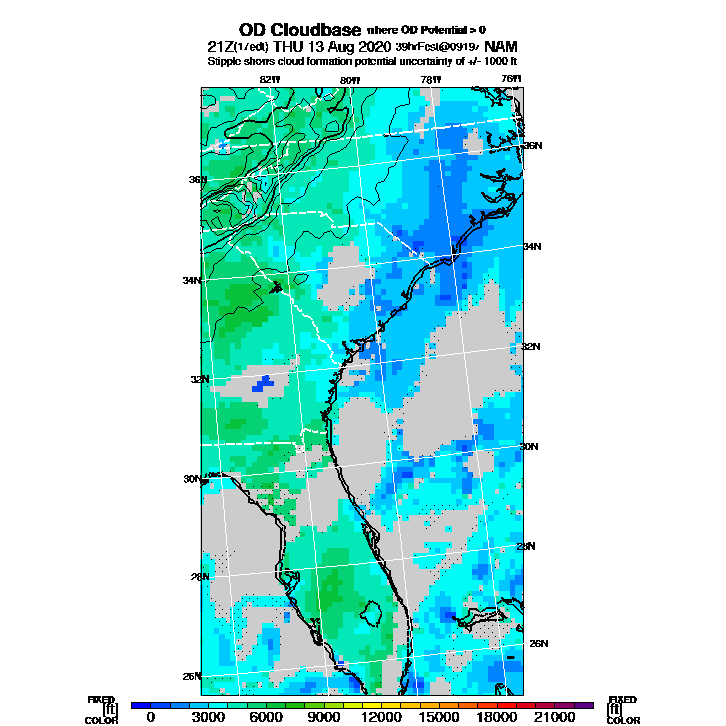 OD Cloudbase where OD Potential > 0
21Z(17edt) THU 13 Aug 2020 39hrFcst@0919z NAM
Stipple shows cloud formation potential uncertainty of +/- 1000 ft
82W 80W 78W 76W
36N
36N
34N
34N
32N
32N
30N
30N
28N
28N
26N
26N
FIXED FIXED
[ft] [ft]
COLOR COLOR
0 3000 6000 9000 12000 15000 18000 21000